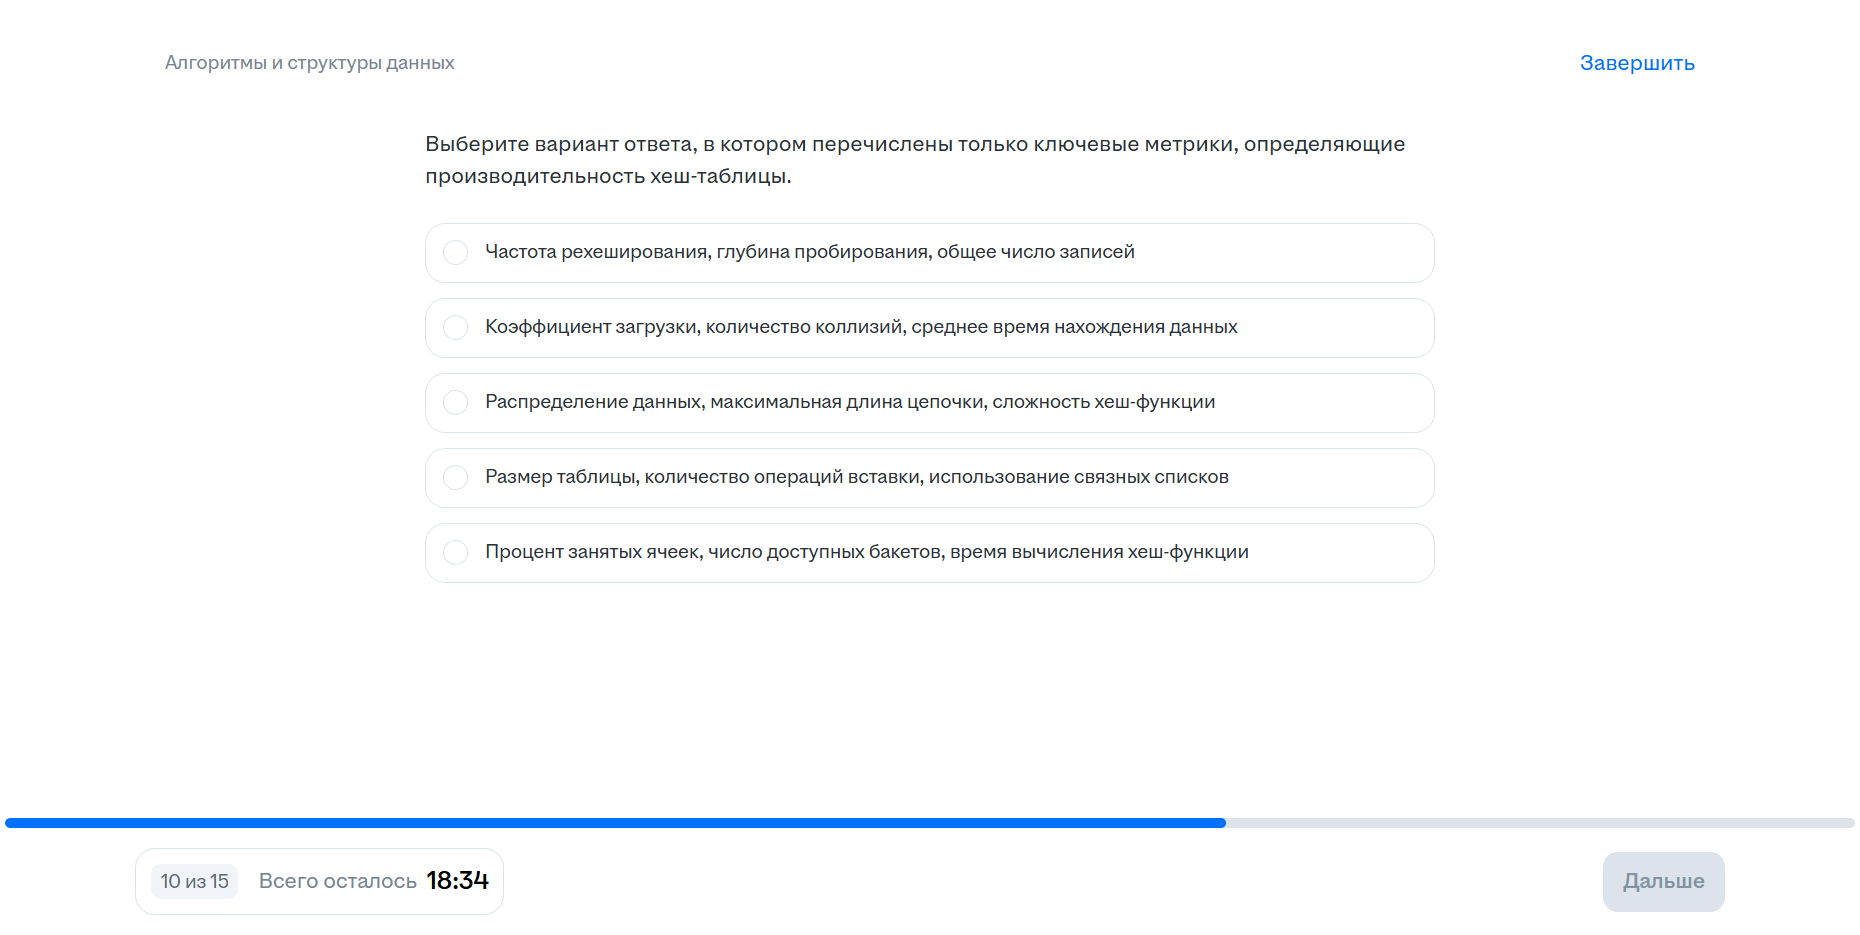 Алгоритмы и структуры данных
Завершить
Выберите вариант ответа, в котором перечислены только ключевые метрики, определяющие
производительность хеш-таблицы.
Частота рехеширования, глубина пробирования, общее число записей
Коэффициент загрузки, количество коллизий, среднее время нахождения данных
Распределение данных, максимальная длина цепочки, сложность хеш-функции
Размер таблицы, количество операций вставки, использование связных списков
Процент занятых ячеек, число доступных бакетов, время вычисления хеш-функции
10 из 15 Всего осталось 18:34
Дальше